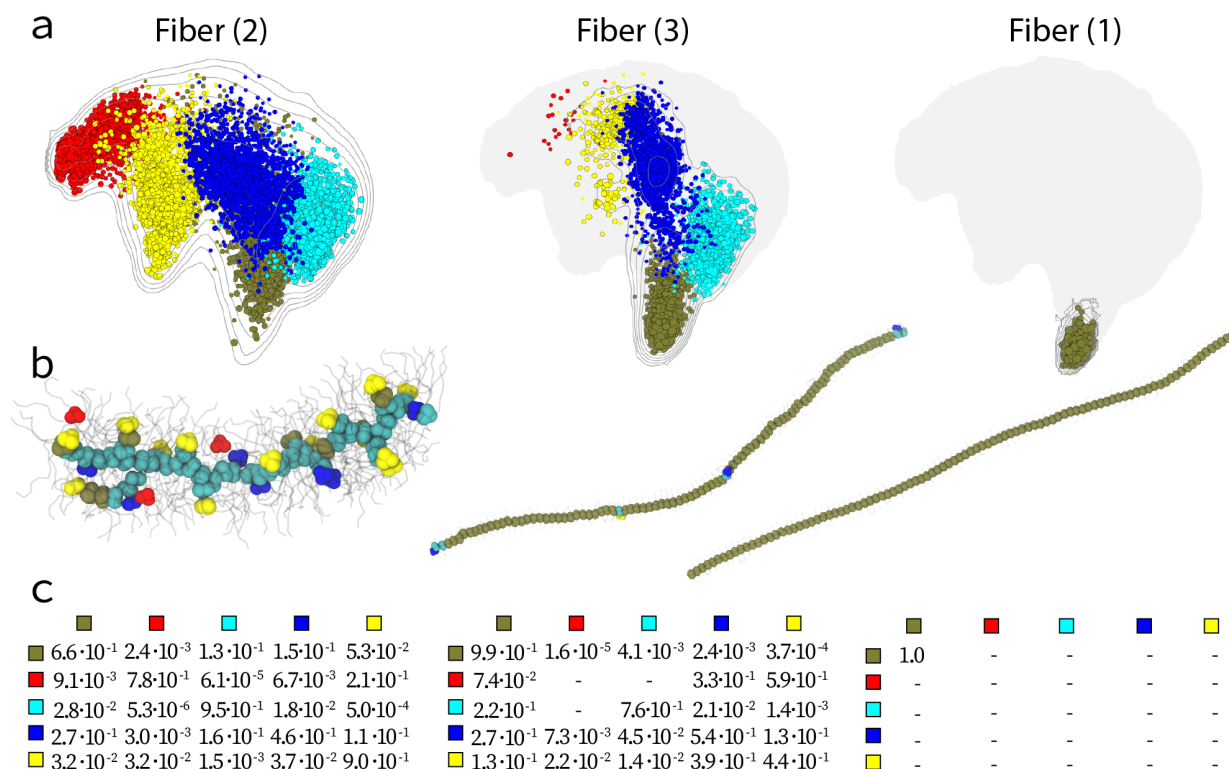 a
Fiber (2) Fiber (3) Fiber (1)
b
c
6.6·10⁻¹ 2.4·10⁻³ 1.3·10⁻¹ 1.5·10⁻¹ 5.3·10⁻² 9.9·10⁻¹ 1.6·10⁻⁵ 4.1·10⁻³ 2.4·10⁻³ 3.7·10⁻⁴ 1.0 - - - -
9.1·10⁻³ 7.8·10⁻¹ 6.1·10⁻⁵ 6.7·10⁻³ 2.1·10⁻¹ 7.4·10⁻² - - 3.3·10⁻¹ 5.9·10⁻¹ - - - - -
2.8·10⁻² 5.3·10⁻⁶ 9.5·10⁻¹ 1.8·10⁻² 5.0·10⁻⁴ 2.2·10⁻¹ - 7.6·10⁻¹ 2.1·10⁻² 1.4·10⁻³ - - - - -
2.7·10⁻¹ 3.0·10⁻³ 1.6·10⁻¹ 4.6·10⁻¹ 1.1·10⁻¹ 2.7·10⁻¹ 7.3·10⁻³ 4.5·10⁻² 5.4·10⁻¹ 1.3·10⁻¹ - - - - -
3.2·10⁻² 3.2·10⁻² 1.5·10⁻³ 3.7·10⁻² 9.0·10⁻¹ 1.3·10⁻¹ 2.2·10⁻² 1.4·10⁻² 3.9·10⁻¹ 4.4·10⁻¹ - - - - -